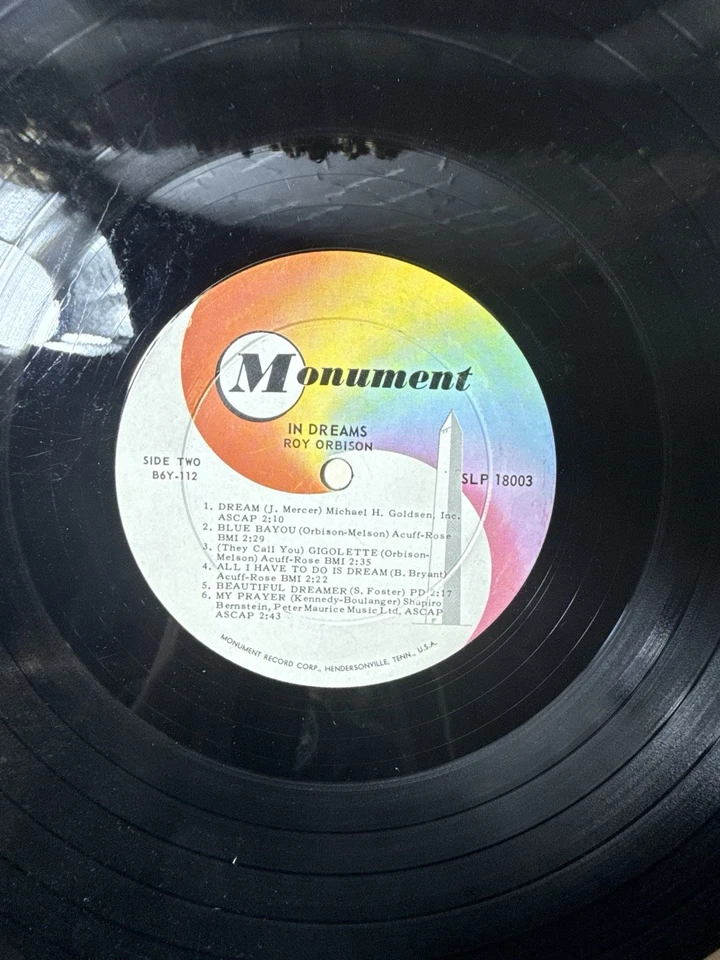 Monument
IN DREAMS
ROY ORBISON
SIDE TWO
B6Y-112
SLP 18003
1. DREAM (J. Mercer) Michael H. Goldsen, Inc.
ASCAP 2:10
2. BLUE BAYOU (Orbison-Melson) Acuff-Rose
BMI 2:29
3. (They Call You) GIGOLETTE (Orbison-
Melson) Acuff-Rose BMI 2:35
4. ALL I HAVE TO DO IS DREAM (B. Bryant)
Acuff-Rose BMI 2:22
5. BEAUTIFUL DREAMER (S. Foster) PD 2:17
6. MY PRAYER (Kennedy-Boulanger) Shapiro
Bernstein, Peter Maurice Music Ltd, ASCAP
ASCAP 2:43
MONUMENT RECORD CORP., HENDERSONVILLE, TENN., U.S.A.